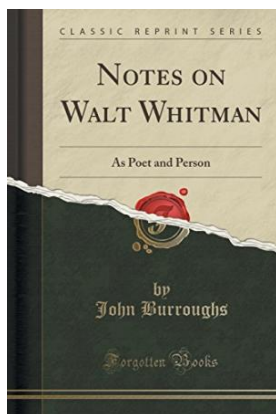 CLASSIC REPRINT SERIES
NOTES ON
WALT WHITMAN
As Poet and Person
by
John Burroughs
Forgotten Books